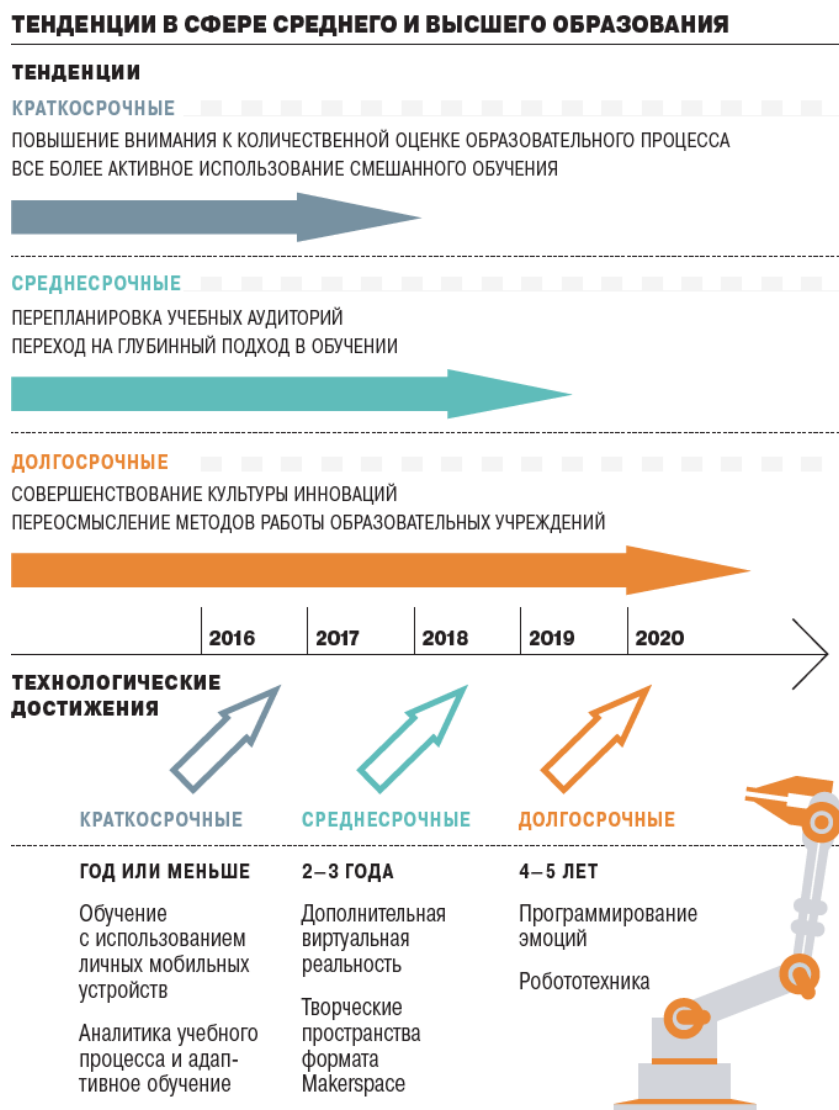 ТЕНДЕНЦИИ В СФЕРЕ СРЕДНЕГО И ВЫСШЕГО ОБРАЗОВАНИЯ
ТЕНДЕНЦИИ
КРАТКОСРОЧНЫЕ
ПОВЫШЕНИЕ ВНИМАНИЯ К КОЛИЧЕСТВЕННОЙ ОЦЕНКЕ ОБРАЗОВАТЕЛЬНОГО ПРОЦЕССА
ВСЕ БОЛЕЕ АКТИВНОЕ ИСПОЛЬЗОВАНИЕ СМЕШАННОГО ОБУЧЕНИЯ
СРЕДНЕСРОЧНЫЕ
ПЕРЕПЛАНИРОВКА УЧЕБНЫХ АУДИТОРИЙ
ПЕРЕХОД НА ГЛУБИННЫЙ ПОДХОД В ОБУЧЕНИИ
ДОЛГОСРОЧНЫЕ
СОВЕРШЕНСТВОВАНИЕ КУЛЬТУРЫ ИННОВАЦИЙ
ПЕРЕОСМЫСЛЕНИЕ МЕТОДОВ РАБОТЫ ОБРАЗОВАТЕЛЬНЫХ УЧРЕЖДЕНИЙ
2016 2017 2018 2019 2020
ТЕХНОЛОГИЧЕСКИЕ
ДОСТИЖЕНИЯ
КРАТКОСРОЧНЫЕ
ГОД ИЛИ МЕНЬШЕ
Обучение
с использованием
личных мобильных
устройств
Аналитика учебного
процесса и адап-
тивное обучение
СРЕДНЕСРОЧНЫЕ
2–3 ГОДА
Дополнительная
виртуальная
реальность
Творческие
пространства
формата
Makerspace
ДОЛГОСРОЧНЫЕ
4–5 ЛЕТ
Программирование
эмоций
Робототехника